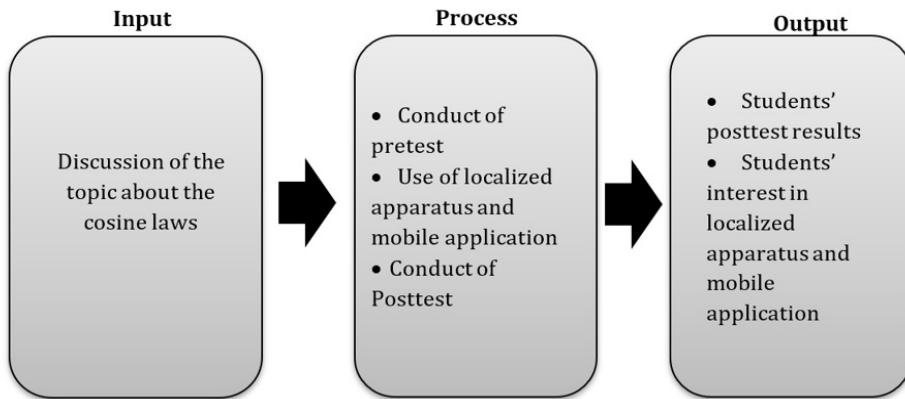 Input
Discussion of the
topic about the
cosine laws
Process
• Conduct of
pretest
• Use of localized
apparatus and
mobile application
• Conduct of
Posttest
Output
• Students’
posttest results
• Students’
interest in
localized
apparatus and
mobile
application